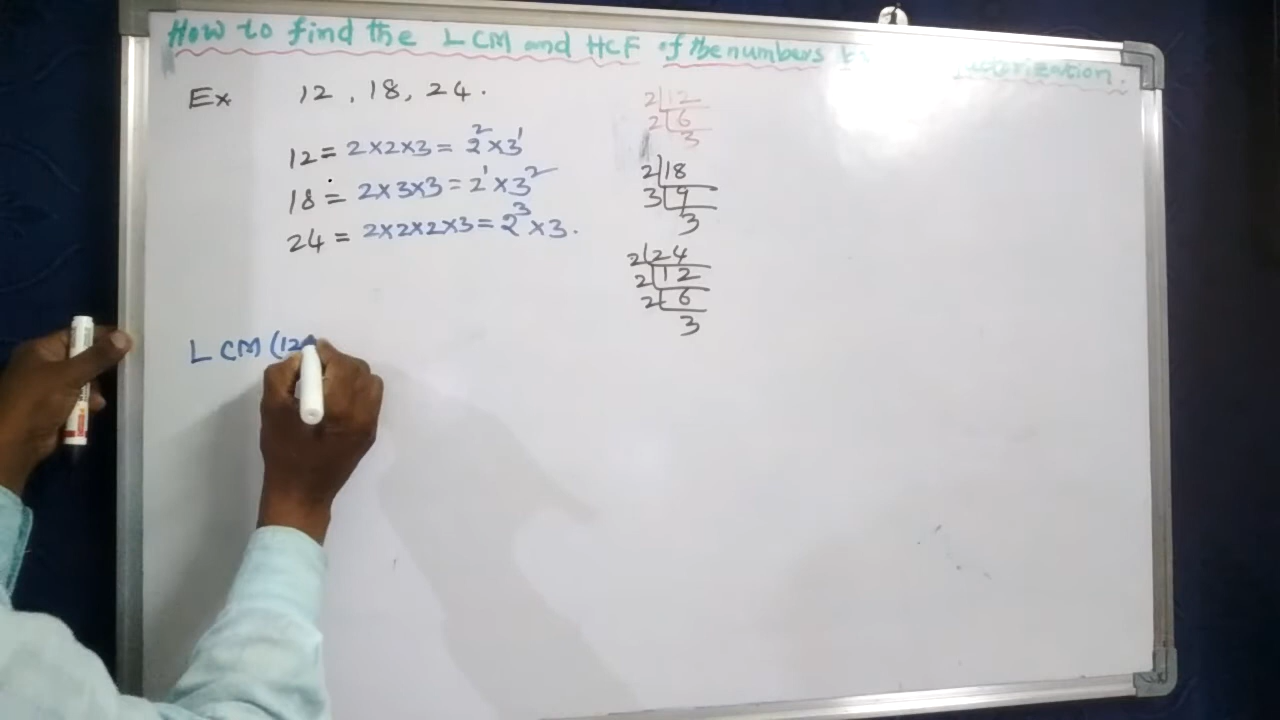 How to find the LCM and HCF of the numbers
Ex 12, 18, 24.
12 = 2×2×3 = 2²×3¹
18 = 2×3×3 = 2¹×3²
24 = 2×2×2×3 = 2³×3.
LCM (12
2|12
2|6
3
2|18
3|9
3
2|24
2|12
2|6
3